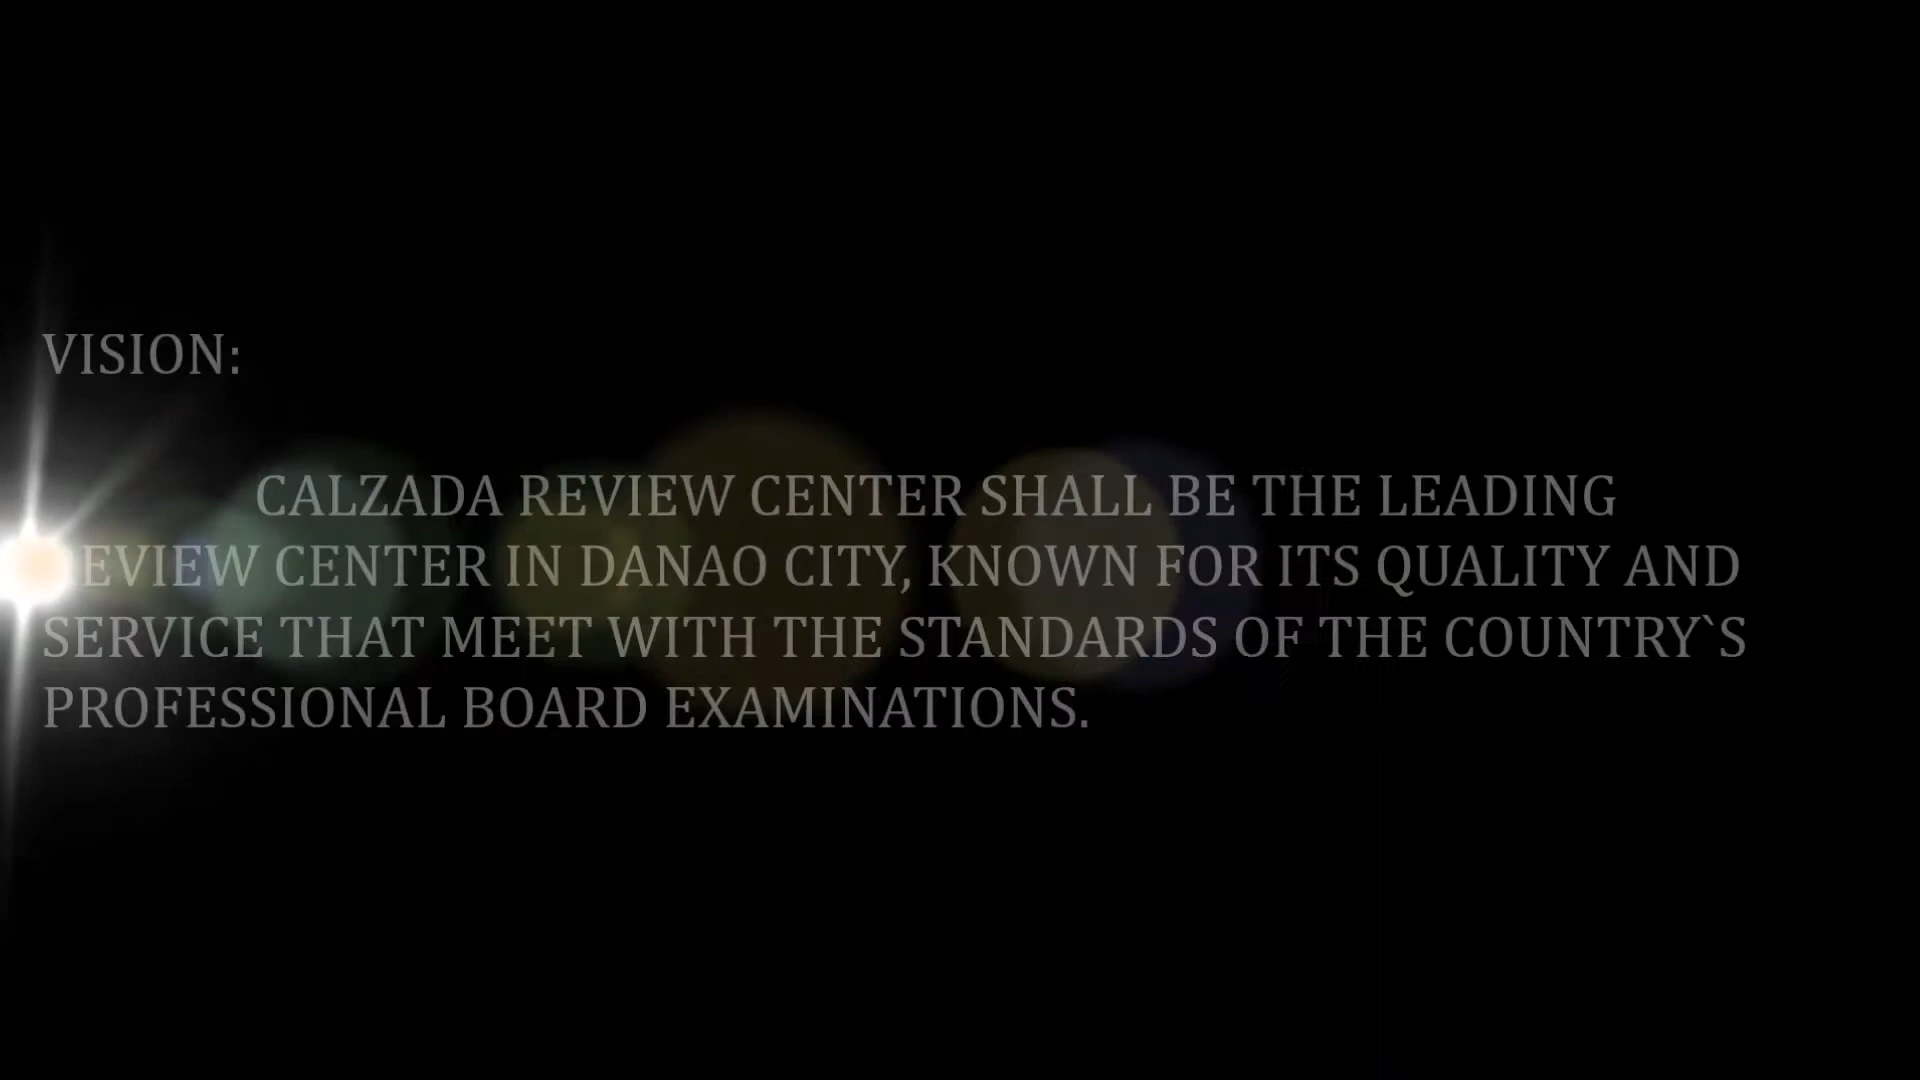 VISION:
CALZADA REVIEW CENTER SHALL BE THE LEADING
REVIEW CENTER IN DANAO CITY, KNOWN FOR ITS QUALITY AND
SERVICE THAT MEET WITH THE STANDARDS OF THE COUNTRY`S
PROFESSIONAL BOARD EXAMINATIONS.